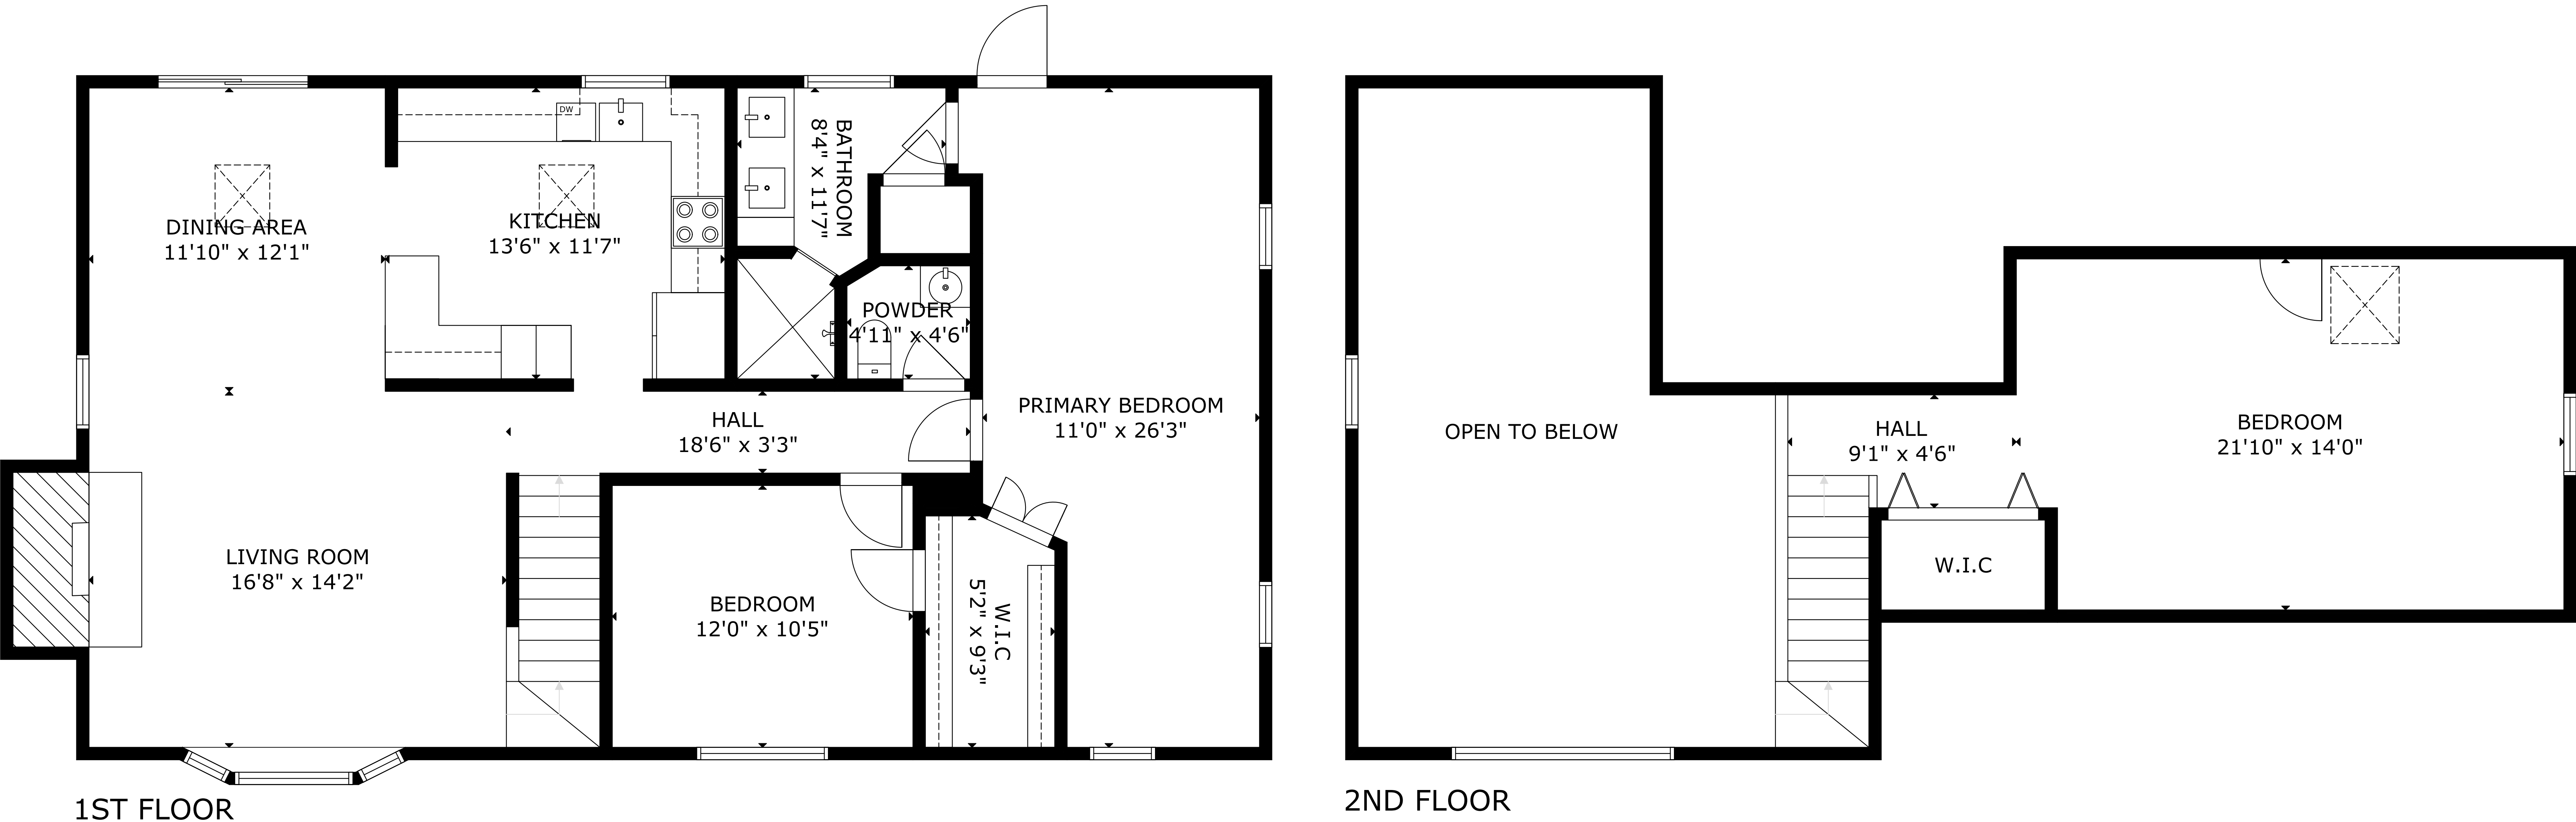 DW
DINING AREA
11'10" x 12'1"
KITCHEN
13'6" x 11'7"
BATHROOM
8'4" x 11'7"
POWDER
4'11" x 4'6"
HALL
18'6" x 3'3"
PRIMARY BEDROOM
11'0" x 26'3"
LIVING ROOM
16'8" x 14'2"
BEDROOM
12'0" x 10'5"
W.I.C
5'2" x 9'3"
1ST FLOOR
OPEN TO BELOW
HALL
9'1" x 4'6"
BEDROOM
21'10" x 14'0"
W.I.C
2ND FLOOR